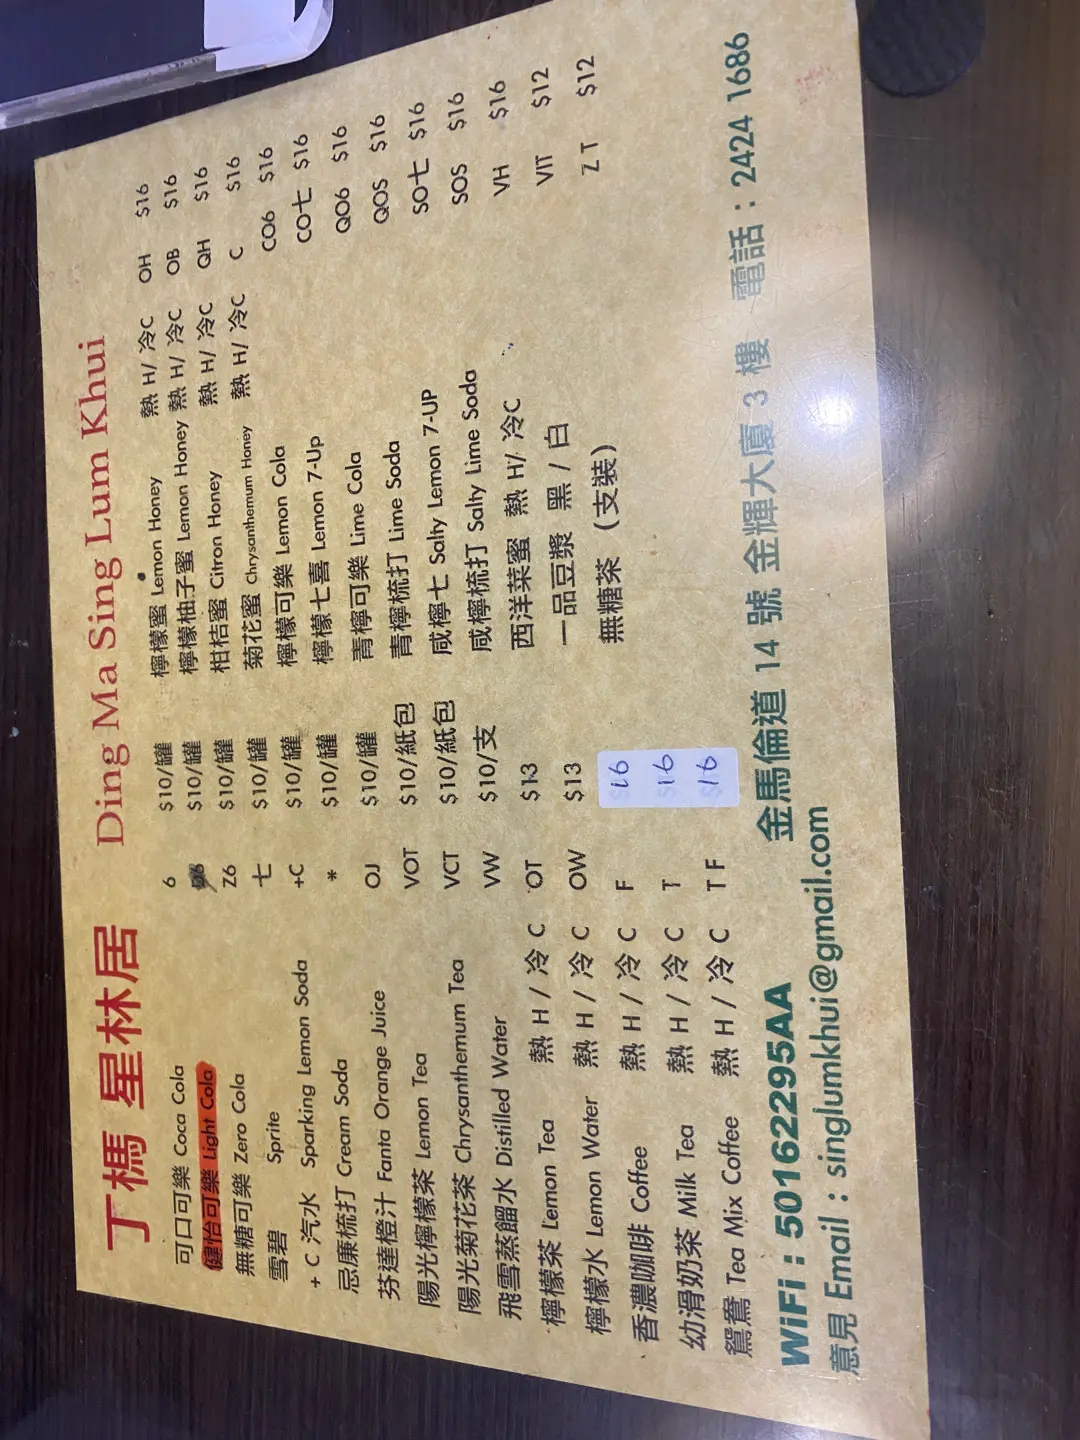 丁榪 星林居 Ding Ma Sing Lum Khui
可口可樂 Coca Cola 6 $10/罐
健怡可樂 Light Cola $10/罐
無糖可樂 Zero Cola Z6 $10/罐
雪碧 Sprite 七 $10/罐
+ C 汽水 Sparking Lemon Soda +C $10/罐
忌廉梳打 Cream Soda * $10/罐
芬達橙汁 Fanta Orange Juice OJ $10/罐
陽光檸檬茶 Lemon Tea VOT $10/紙包
陽光菊花茶 Chrysanthemum Tea VCT $10/紙包
飛雪蒸餾水 Distilled Water VW $10/支
檸檬茶 Lemon Tea 熱 H / 冷 C OT $13
檸檬水 Lemon Water 熱 H / 冷 C OW $13
香濃咖啡 Coffee 熱 H / 冷 C F 16
幼滑奶茶 Milk Tea 熱 H / 冷 C T 16
鴛鴦 Tea Mix Coffee 熱 H / 冷 C T F 16
檸檬蜜 Lemon Honey 熱 H/ 冷C OH $16
檸檬柚子蜜 Lemon Honey 熱 H/ 冷C OB $16
柑桔蜜 Citron Honey 熱 H/ 冷C QH $16
菊花蜜 Chrysanthemum Honey 熱 H/ 冷C C $16
檸檬可樂 Lemon Cola CO6 $16
檸檬七喜 Lemon 7-Up CO七 $16
青檸可樂 Lime Cola QO6 $16
青檸梳打 Lime Soda QOS $16
咸檸七 Salty Lemon 7-UP SO七 $16
咸檸梳打 Salty Lime Soda SOS $16
西洋菜蜜 熱 H/ 冷C VH $16
一品豆漿 黑 / 白 VIT $12
無糖茶 （支裝） Z T $12
WiFi : 50162295AA 金馬倫道 14 號 金輝大廈 3 樓 電話：2424 1686
意見 Email : singlumkhui@gmail.com